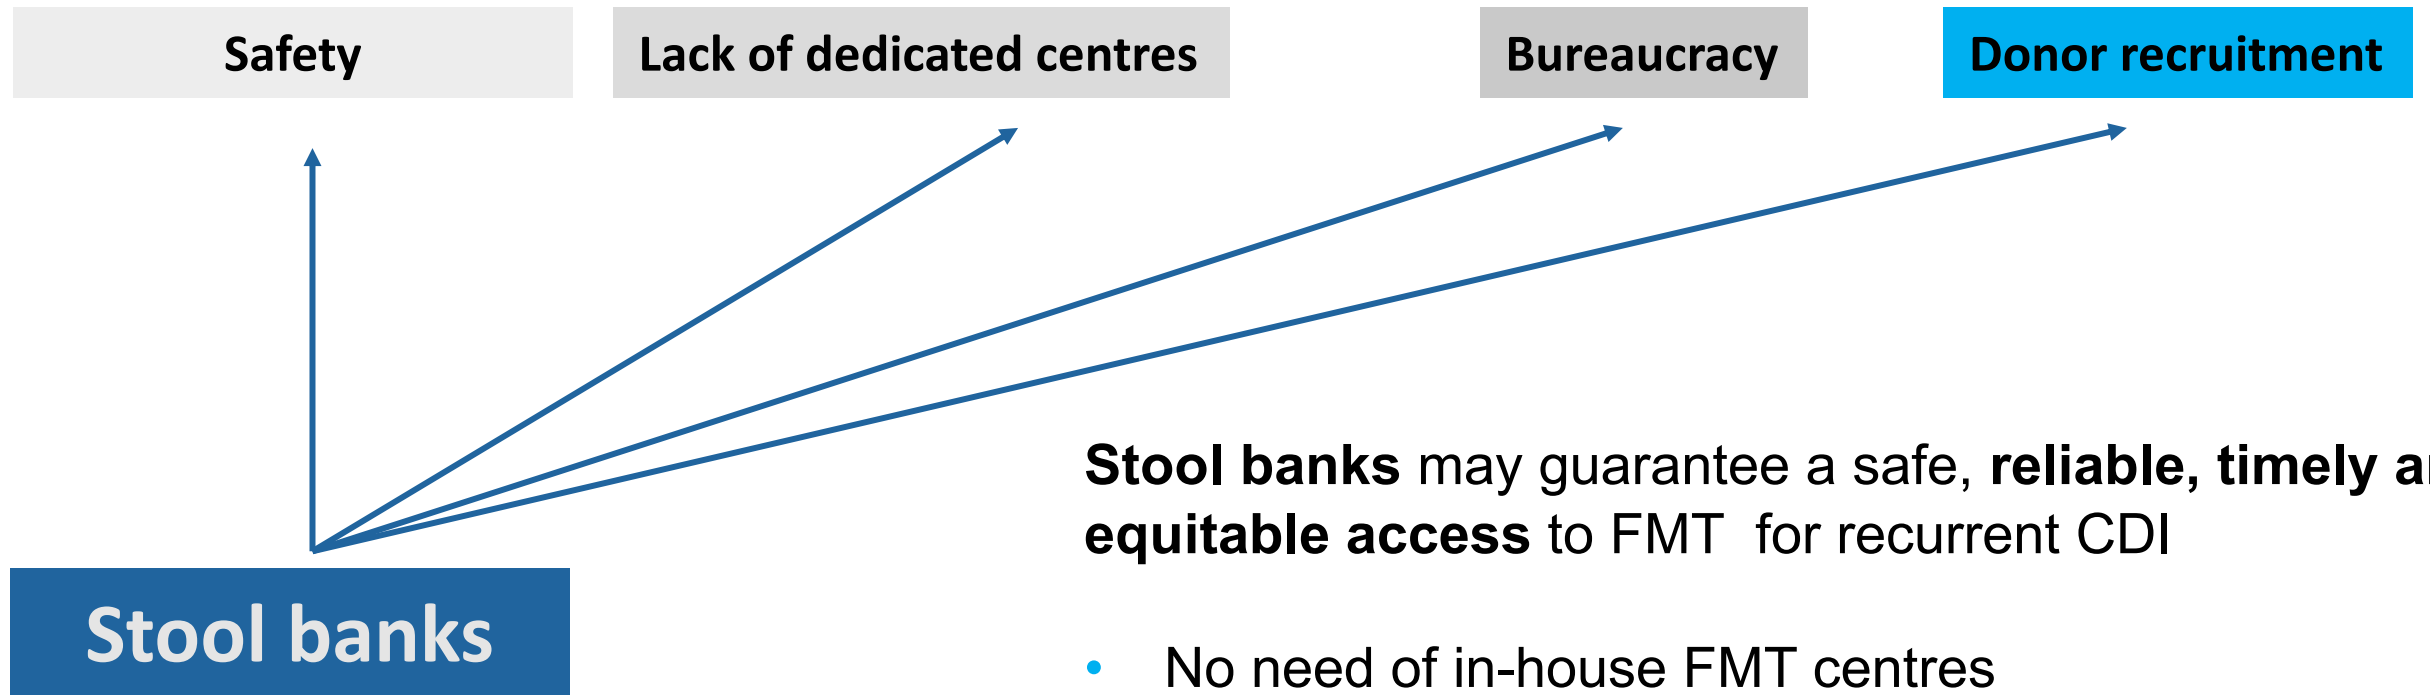 Safety
Lack of dedicated centres
Bureaucracy
Donor recruitment
Stool banks may guarantee a safe, reliable, timely
equitable access to FMT for recurrent CDI
Stool banks
• No need of in-house FMT centres